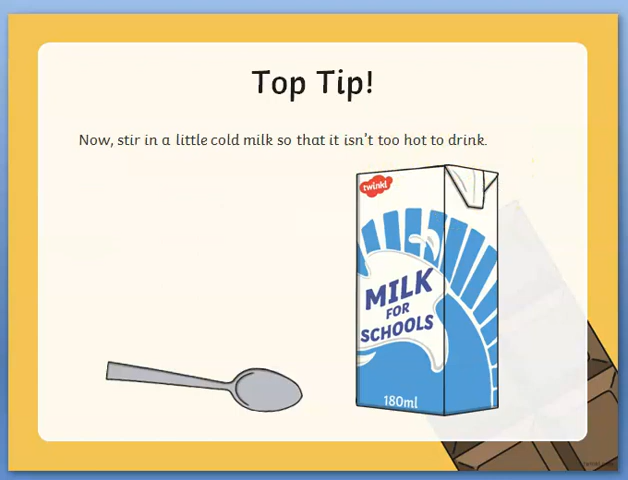 Top Tip!
Now, stir in a little cold milk so that it isn't too hot to drink.
twinkl
MILK
FOR
SCHOOLS
180ml